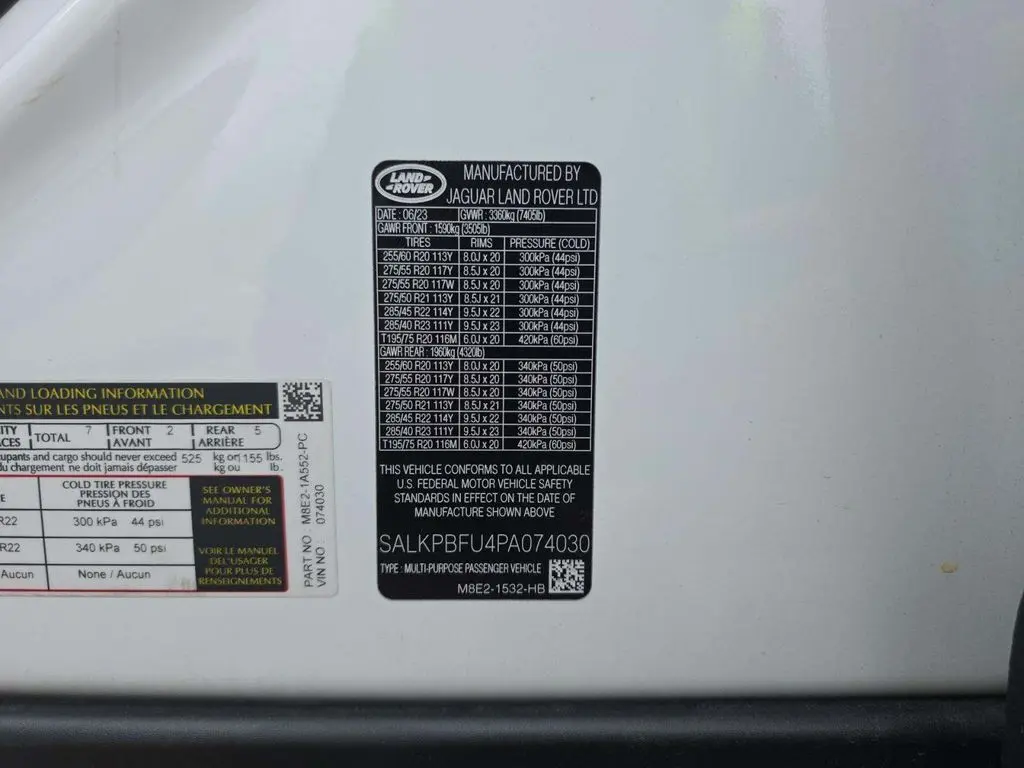 LAND-
-ROVER
MANUFACTURED BY
JAGUAR LAND ROVER LTD
DATE : 06/23 GVWR : 3360kg (7405lb)
GAWR FRONT : 1590kg (3505lb)
TIRES RIMS PRESSURE (COLD)
255/60 R20 113Y 8.0J x 20 300kPa (44psi)
275/55 R20 117Y 8.5J x 20 300kPa (44psi)
275/55 R20 117W 8.5J x 20 300kPa (44psi)
275/50 R21 113Y 8.5J x 21 300kPa (44psi)
285/45 R22 114Y 9.5J x 22 300kPa (44psi)
285/40 R23 111Y 9.5J x 23 300kPa (44psi)
T195/75 R20 116M 6.0J x 20 420kPa (60psi)
GAWR REAR : 1960kg (4320lb)
255/60 R20 113Y 8.0J x 20 340kPa (50psi)
275/55 R20 117Y 8.5J x 20 340kPa (50psi)
275/55 R20 117W 8.5J x 20 340kPa (50psi)
275/50 R21 113Y 8.5J x 21 340kPa (50psi)
285/45 R22 114Y 9.5J x 22 340kPa (50psi)
285/40 R23 111Y 9.5J x 23 340kPa (50psi)
T195/75 R20 116M 6.0J x 20 420kPa (60psi)
THIS VEHICLE CONFORMS TO ALL APPLICABLE
U.S. FEDERAL MOTOR VEHICLE SAFETY
STANDARDS IN EFFECT ON THE DATE OF
MANUFACTURE SHOWN ABOVE
SALKPBFU4PA074030
TYPE : MULTI-PURPOSE PASSENGER VEHICLE
M8E2-1532-HB
AND LOADING INFORMATION
NTS SUR LES PNEUS ET LE CHARGEMENT
ITY TOTAL 7 FRONT 2 REAR 5
CES AVANT ARRIÈRE
upants and cargo should never exceed 525 kg or 1155 lbs.
du chargement ne doit jamais dépasser kg ou lb.
E COLD TIRE PRESSURE
PRESSION DES
PNEUS À FROID
R22 300 kPa 44 psi
R22 340 kPa 50 psi
Aucun None / Aucun
SEE OWNER'S
MANUAL FOR
ADDITIONAL
INFORMATION
VOIR LE MANUEL
DEL'USAGER
POUR PLUS DE
RENSEIGNEMENTS
PART NO : M8E2-1A552-PC
VIN NO : 074030